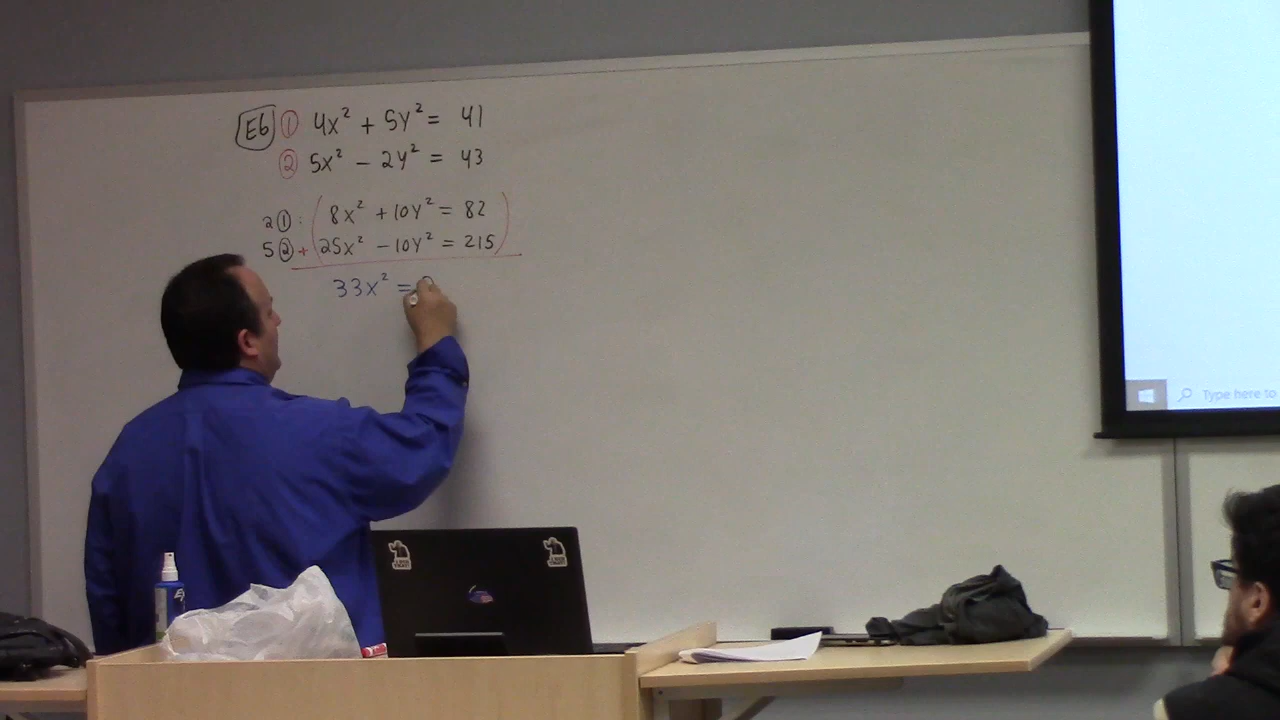 E6 ① 4x² + 5y² = 41
② 5x² − 2y² = 43
2①: (8x² + 10y² = 82
5② + 25x² − 10y² = 215)
33x² =
Type here to